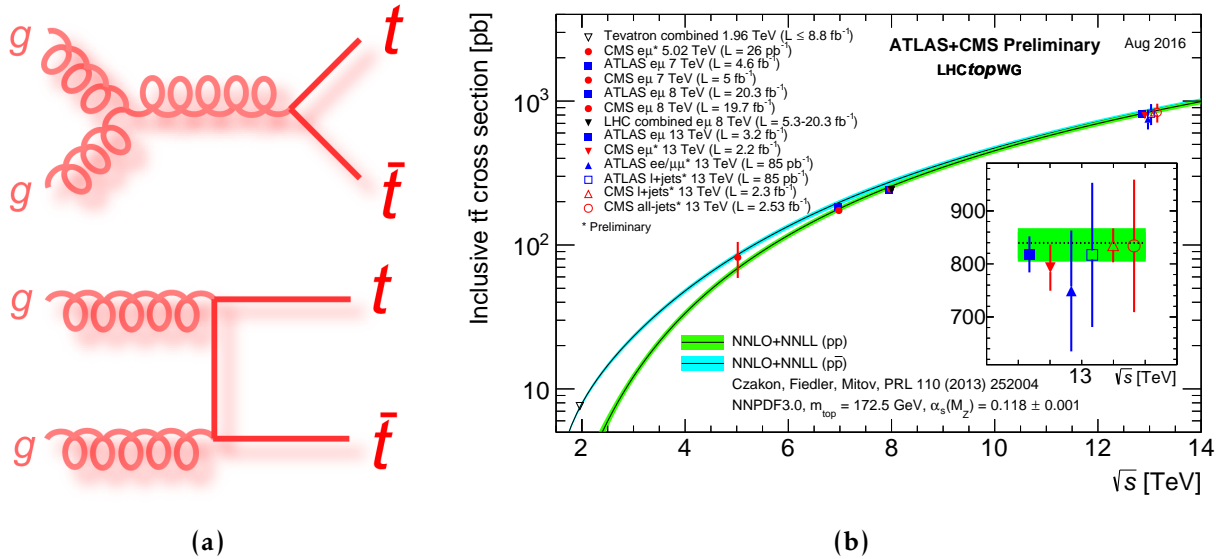 g
g
t
t̄
g
g
t
t̄
(a)
Inclusive tt̄ cross section [pb]
10³
10²
10
▽ Tevatron combined 1.96 TeV (L ≤ 8.8 fb⁻¹)
CMS eμ* 5.02 TeV (L = 26 pb⁻¹)
ATLAS eμ 7 TeV (L = 4.6 fb⁻¹)
CMS eμ 7 TeV (L = 5 fb⁻¹)
ATLAS eμ 8 TeV (L = 20.3 fb⁻¹)
CMS eμ 8 TeV (L = 19.7 fb⁻¹)
LHC combined eμ 8 TeV (L = 5.3-20.3 fb⁻¹)
ATLAS eμ 13 TeV (L = 3.2 fb⁻¹)
CMS eμ* 13 TeV (L = 2.2 fb⁻¹)
ATLAS ee/μμ* 13 TeV (L = 85 pb⁻¹)
ATLAS l+jets* 13 TeV (L = 85 pb⁻¹)
CMS l+jets* 13 TeV (L = 2.3 fb⁻¹)
CMS all-jets* 13 TeV (L = 2.53 fb⁻¹)
* Preliminary
ATLAS+CMS Preliminary
Aug 2016
LHCtopWG
900
800
700
13
√s [TeV]
NNLO+NNLL (pp)
NNLO+NNLL (pp̄)
Czakon, Fiedler, Mitov, PRL 110 (2013) 252004
NNPDF3.0, m_top = 172.5 GeV, α_s(M_Z) = 0.118 ± 0.001
2 4 6 8 10 12 14
√s [TeV]
(b)